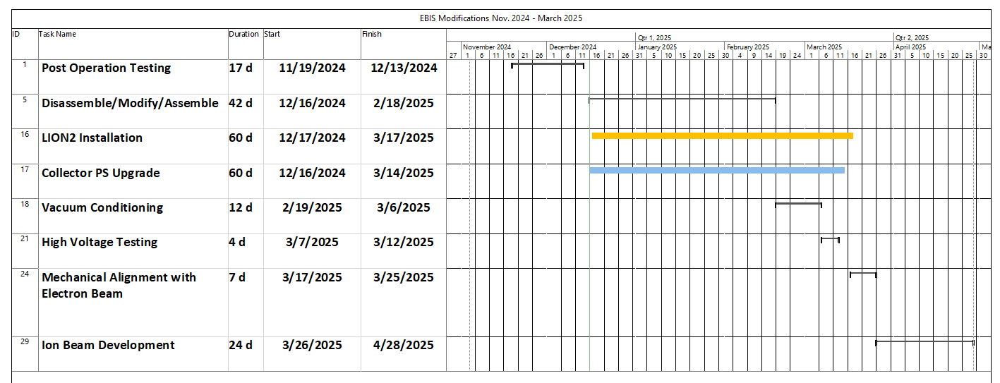 EBIS Modifications Nov. 2024 - March 2025
ID Task Name Duration Start Finish
Qtr 1, 2025 Qtr 2, 2025
November 2024 December 2024 January 2025 February 2025 March 2025 April 2025 Ma
27 1 6 11 16 21 26 1 6 11 16 21 26 31 5 10 15 20 25 30 4 9 14 19 24 1 6 11 16 21 26 31 5 10 15 20 25 30
1 Post Operation Testing 17 d 11/19/2024 12/13/2024
5 Disassemble/Modify/Assemble 42 d 12/16/2024 2/18/2025
16 LION2 Installation 60 d 12/17/2024 3/17/2025
17 Collector PS Upgrade 60 d 12/16/2024 3/14/2025
18 Vacuum Conditioning 12 d 2/19/2025 3/6/2025
21 High Voltage Testing 4 d 3/7/2025 3/12/2025
24 Mechanical Alignment with 7 d 3/17/2025 3/25/2025
Electron Beam
29 Ion Beam Development 24 d 3/26/2025 4/28/2025